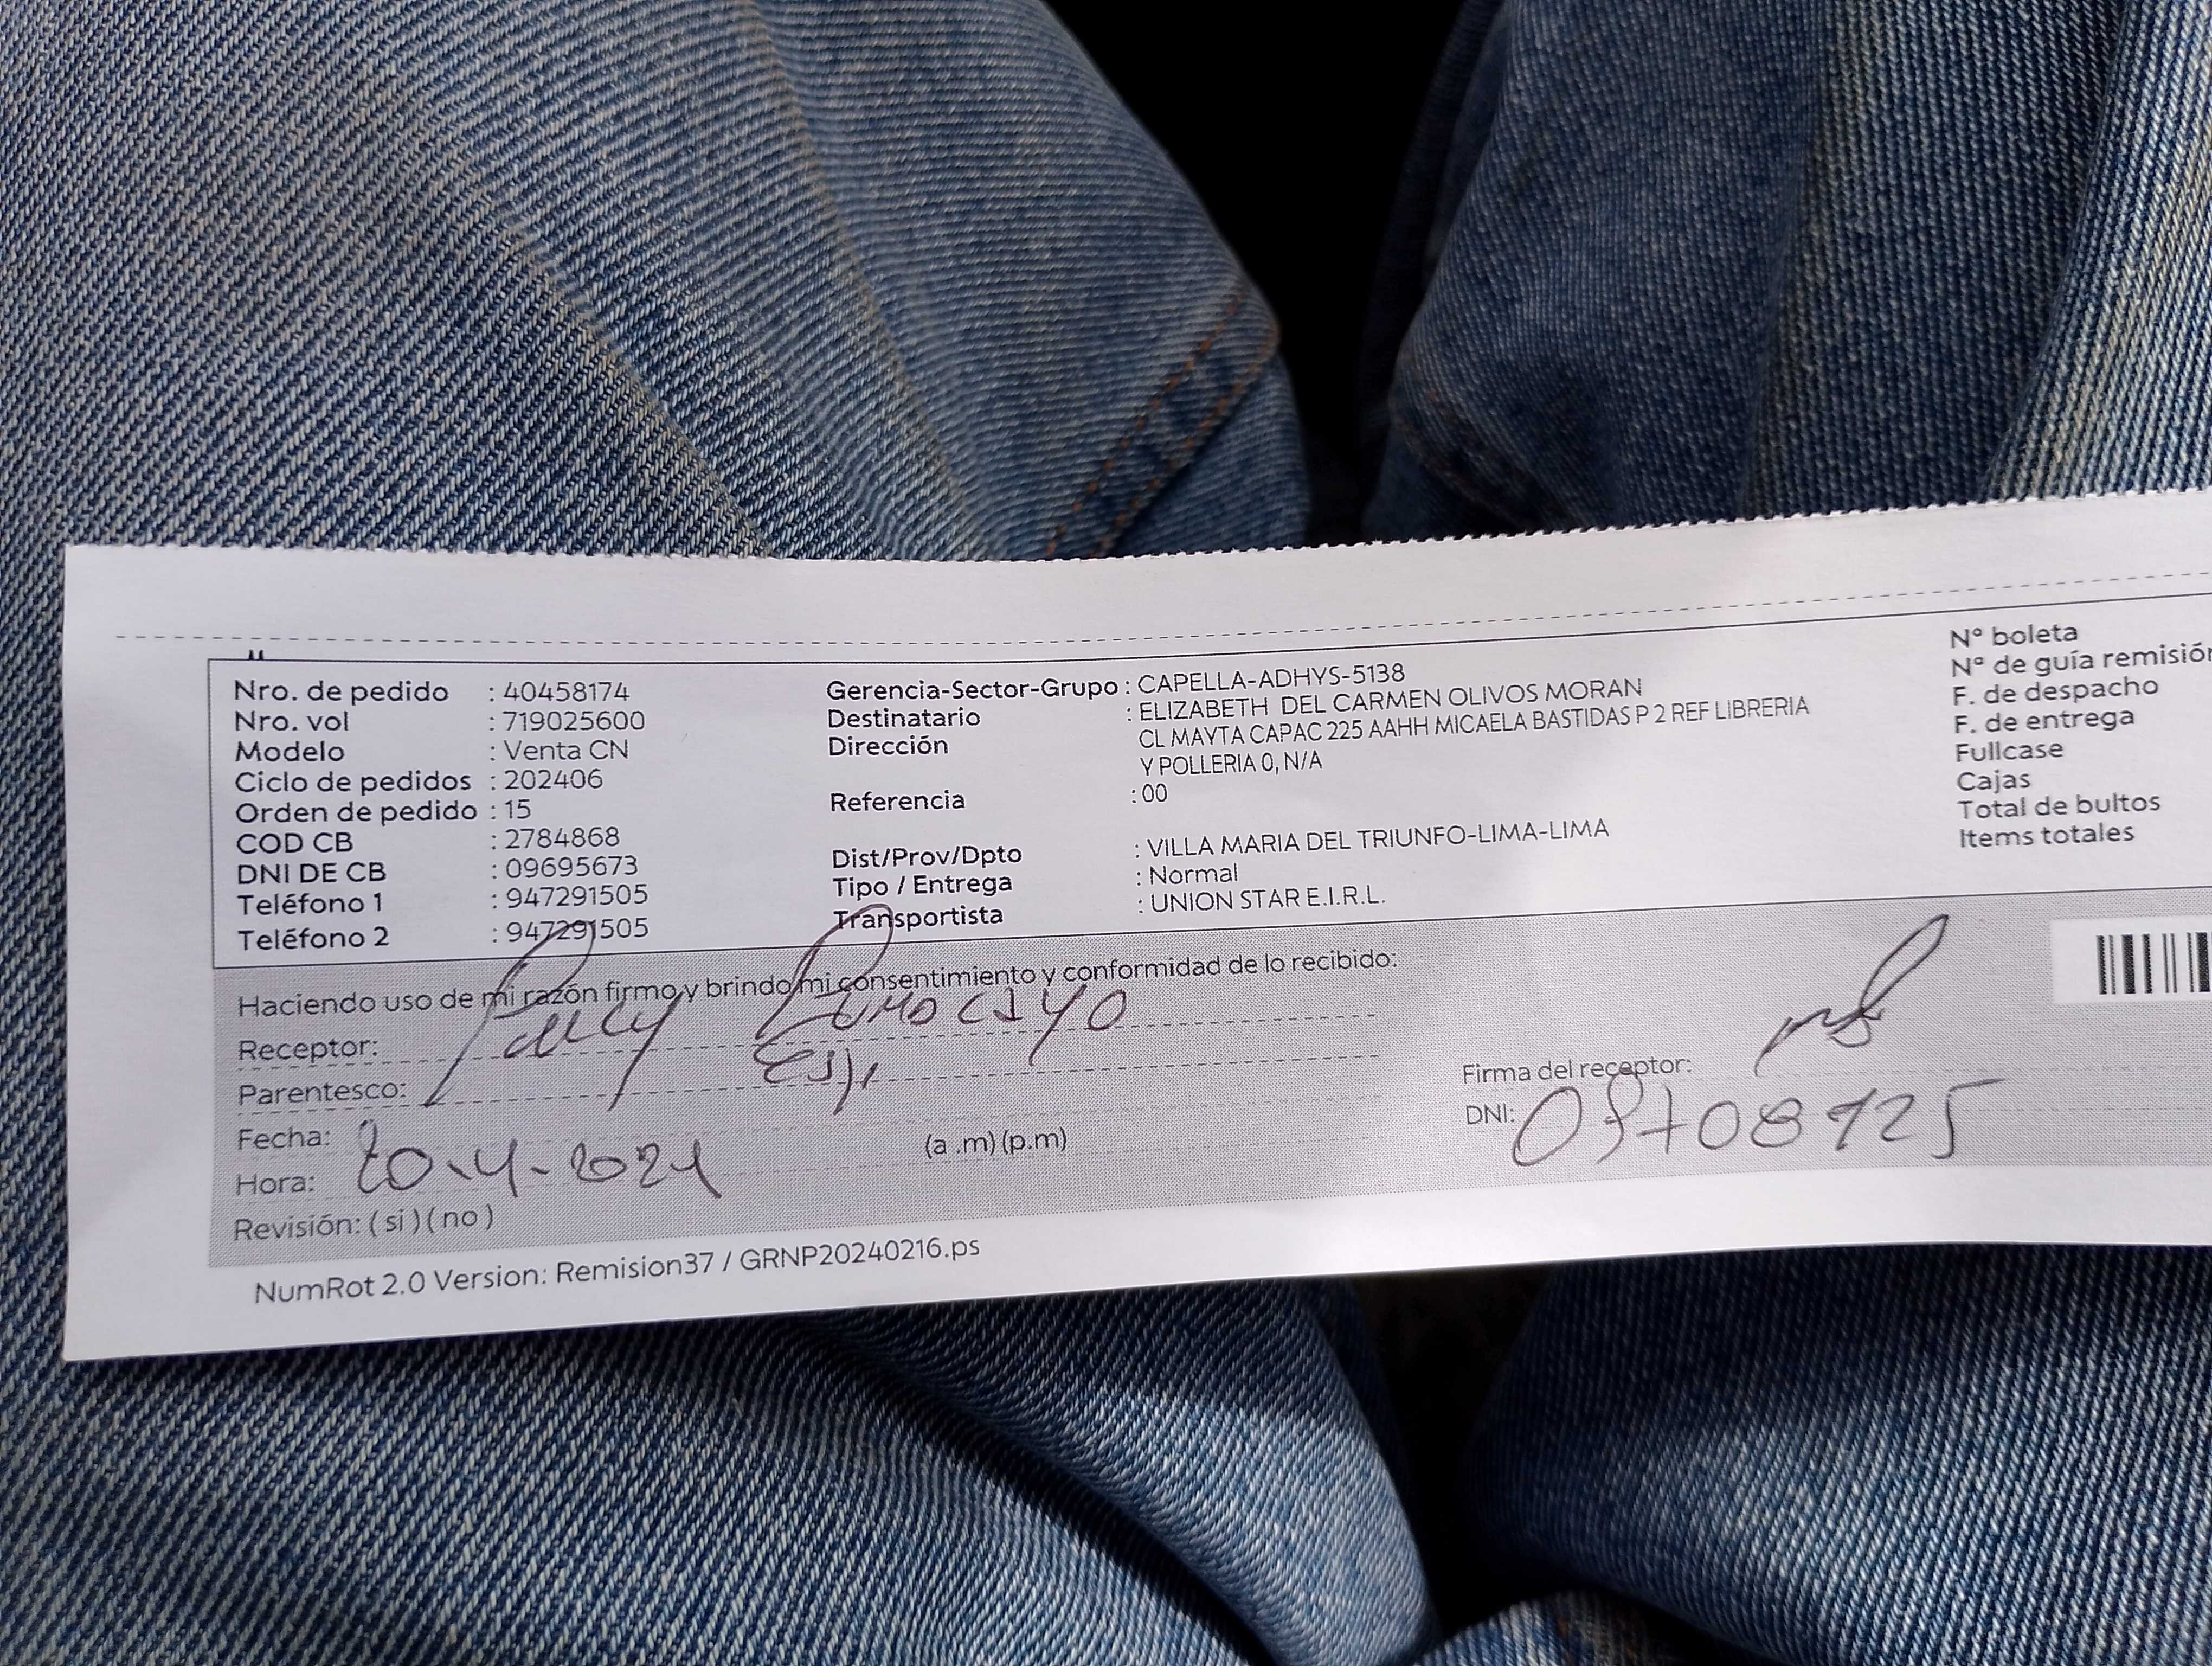 Nro. de pedido : 40458174
Nro. vol : 719025600
Modelo : Venta CN
Ciclo de pedidos : 202406
Orden de pedido : 15
COD CB : 2784868
DNI DE CB : 09695673
Teléfono 1 : 947291505
Teléfono 2 : 947291505
Gerencia-Sector-Grupo : CAPELLA-ADHYS-5138
Destinatario : ELIZABETH DEL CARMEN OLIVOS MORAN
Dirección CL MAYTA CAPAC 225 AAHH MICAELA BASTIDAS P 2 REF LIBRERIA
Y POLLERIA 0, N/A
Referencia : 00
Dist/Prov/Dpto : VILLA MARIA DEL TRIUNFO-LIMA-LIMA
Tipo / Entrega : Normal
Transportista : UNION STAR E.I.R.L.
Nº boleta
Nº de guía remisión
F. de despacho
F. de entrega
Fullcase
Cajas
Total de bultos
Items totales
Haciendo uso de mi razón firmo y brindo mi consentimiento y conformidad de lo recibido:
Receptor:
Parentesco:
Firma del receptor:
DNI:
Fecha: (a .m) (p.m)
Hora: 20-4-2024
Revisión: ( si ) ( no )
NumRot 2.0 Version: Remision37 / GRNP20240216.ps